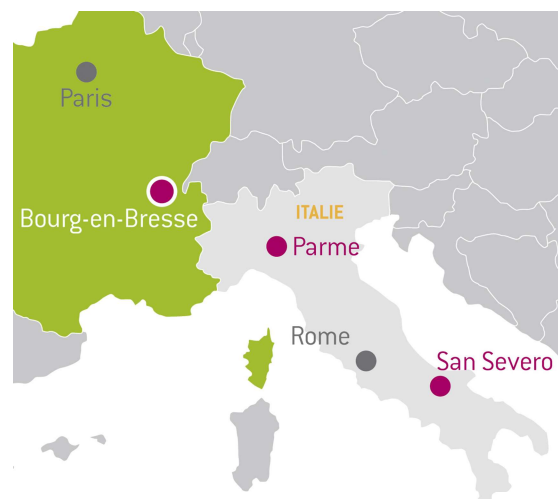 Paris
Bourg-en-Bresse
ITALIE
Parme
Rome
San Severo